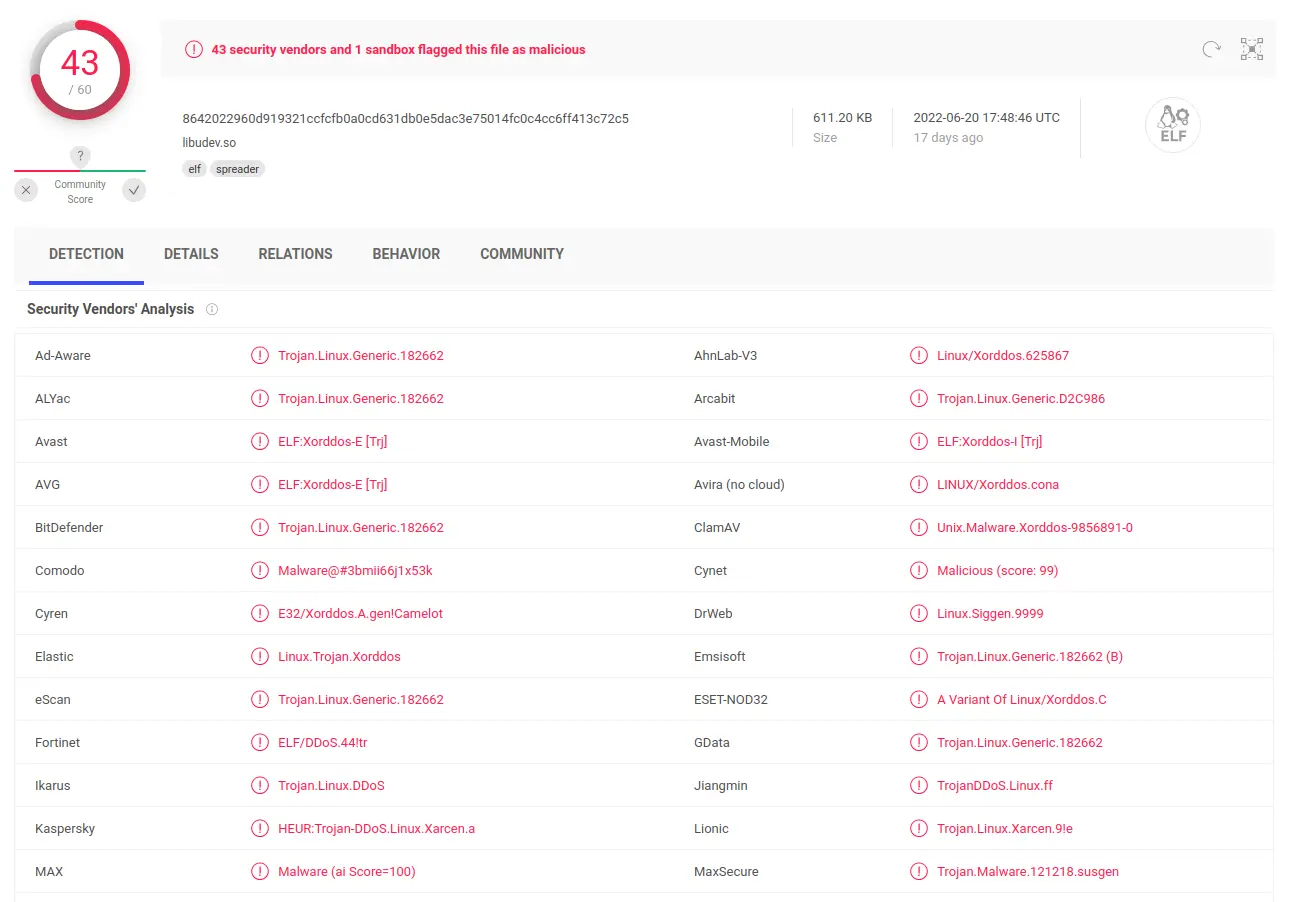 43
/ 60
43 security vendors and 1 sandbox flagged this file as malicious
8642022960d919321ccfcfb0a0cd631db0e5dac3e75014fc0c4cc6ff413c72c5
libudev.so
elf spreader
611.20 KB
Size
2022-06-20 17:48:46 UTC
17 days ago
ELF
?
Community
Score
DETECTION DETAILS RELATIONS BEHAVIOR COMMUNITY
Security Vendors' Analysis
Ad-Aware Trojan.Linux.Generic.182662 AhnLab-V3 Linux/Xorddos.625867
ALYac Trojan.Linux.Generic.182662 Arcabit Trojan.Linux.Generic.D2C986
Avast ELF:Xorddos-E [Trj] Avast-Mobile ELF:Xorddos-I [Trj]
AVG ELF:Xorddos-E [Trj] Avira (no cloud) LINUX/Xorddos.cona
BitDefender Trojan.Linux.Generic.182662 ClamAV Unix.Malware.Xorddos-9856891-0
Comodo Malware@#3bmii66j1x53k Cynet Malicious (score: 99)
Cyren E32/Xorddos.A.gen!Camelot DrWeb Linux.Siggen.9999
Elastic Linux.Trojan.Xorddos Emsisoft Trojan.Linux.Generic.182662 (B)
eScan Trojan.Linux.Generic.182662 ESET-NOD32 A Variant Of Linux/Xorddos.C
Fortinet ELF/DDoS.44!tr GData Trojan.Linux.Generic.182662
Ikarus Trojan.Linux.DDoS Jiangmin TrojanDDoS.Linux.ff
Kaspersky HEUR:Trojan-DDoS.Linux.Xarcen.a Lionic Trojan.Linux.Xarcen.9!e
MAX Malware (ai Score=100) MaxSecure Trojan.Malware.121218.susgen